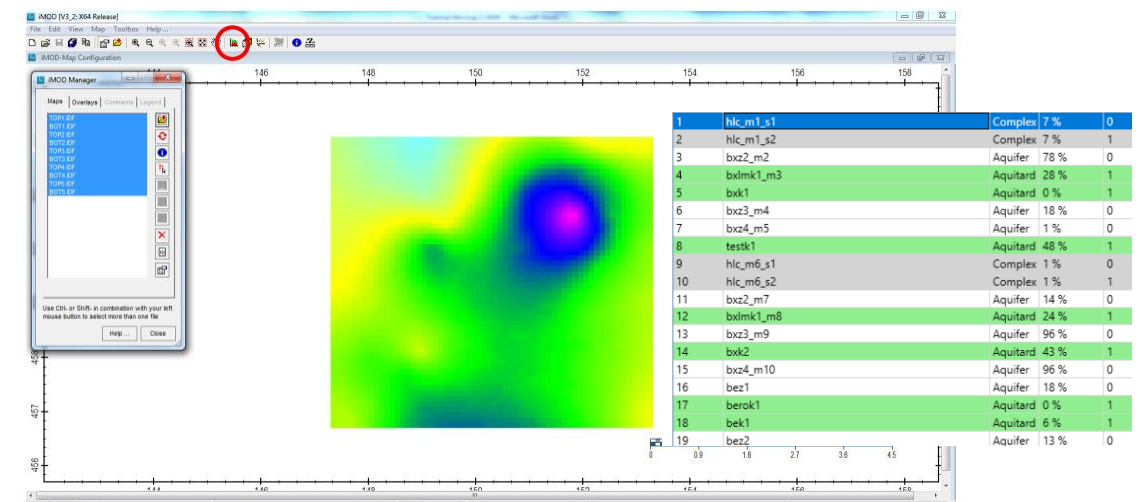 iMOD [V3_2; X64 Release]
File Edit View Map Toolbox Help...
iMOD-Map Configuration
146 148 150 152 154 156 158
iMOD Manager
Maps Overlays Comments Legend
TOP1.IDF
BOT1.IDF
TOP2.IDF
BOT2.IDF
TOP3.IDF
BOT3.IDF
TOP4.IDF
BOT4.IDF
TOP5.IDF
BOT5.IDF
Use Ctrl- or Shift- in combination with your left
mouse button to select more than one file
Help ... Close
1 hlc_m1_s1 Complex 7 % 0
2 hlc_m1_s2 Complex 7 % 1
3 bxz2_m2 Aquifer 78 % 0
4 bxlmk1_m3 Aquitard 28 % 1
5 bxk1 Aquitard 0 % 1
6 bxz3_m4 Aquifer 18 % 0
7 bxz4_m5 Aquifer 1 % 0
8 testk1 Aquitard 48 % 1
9 hlc_m6_s1 Complex 1 % 0
10 hlc_m6_s2 Complex 1 % 1
11 bxz2_m7 Aquifer 14 % 0
12 bxlmk1_m8 Aquitard 24 % 1
13 bxz3_m9 Aquifer 96 % 0
14 bxk2 Aquitard 43 % 1
15 bxz4_m10 Aquifer 96 % 0
16 bez1 Aquifer 18 % 0
17 berok1 Aquitard 0 % 1
18 bek1 Aquitard 6 % 1
19 bez2 Aquifer 13 % 0
458
457
456
0 0.9 1.8 2.7 3.6 4.5